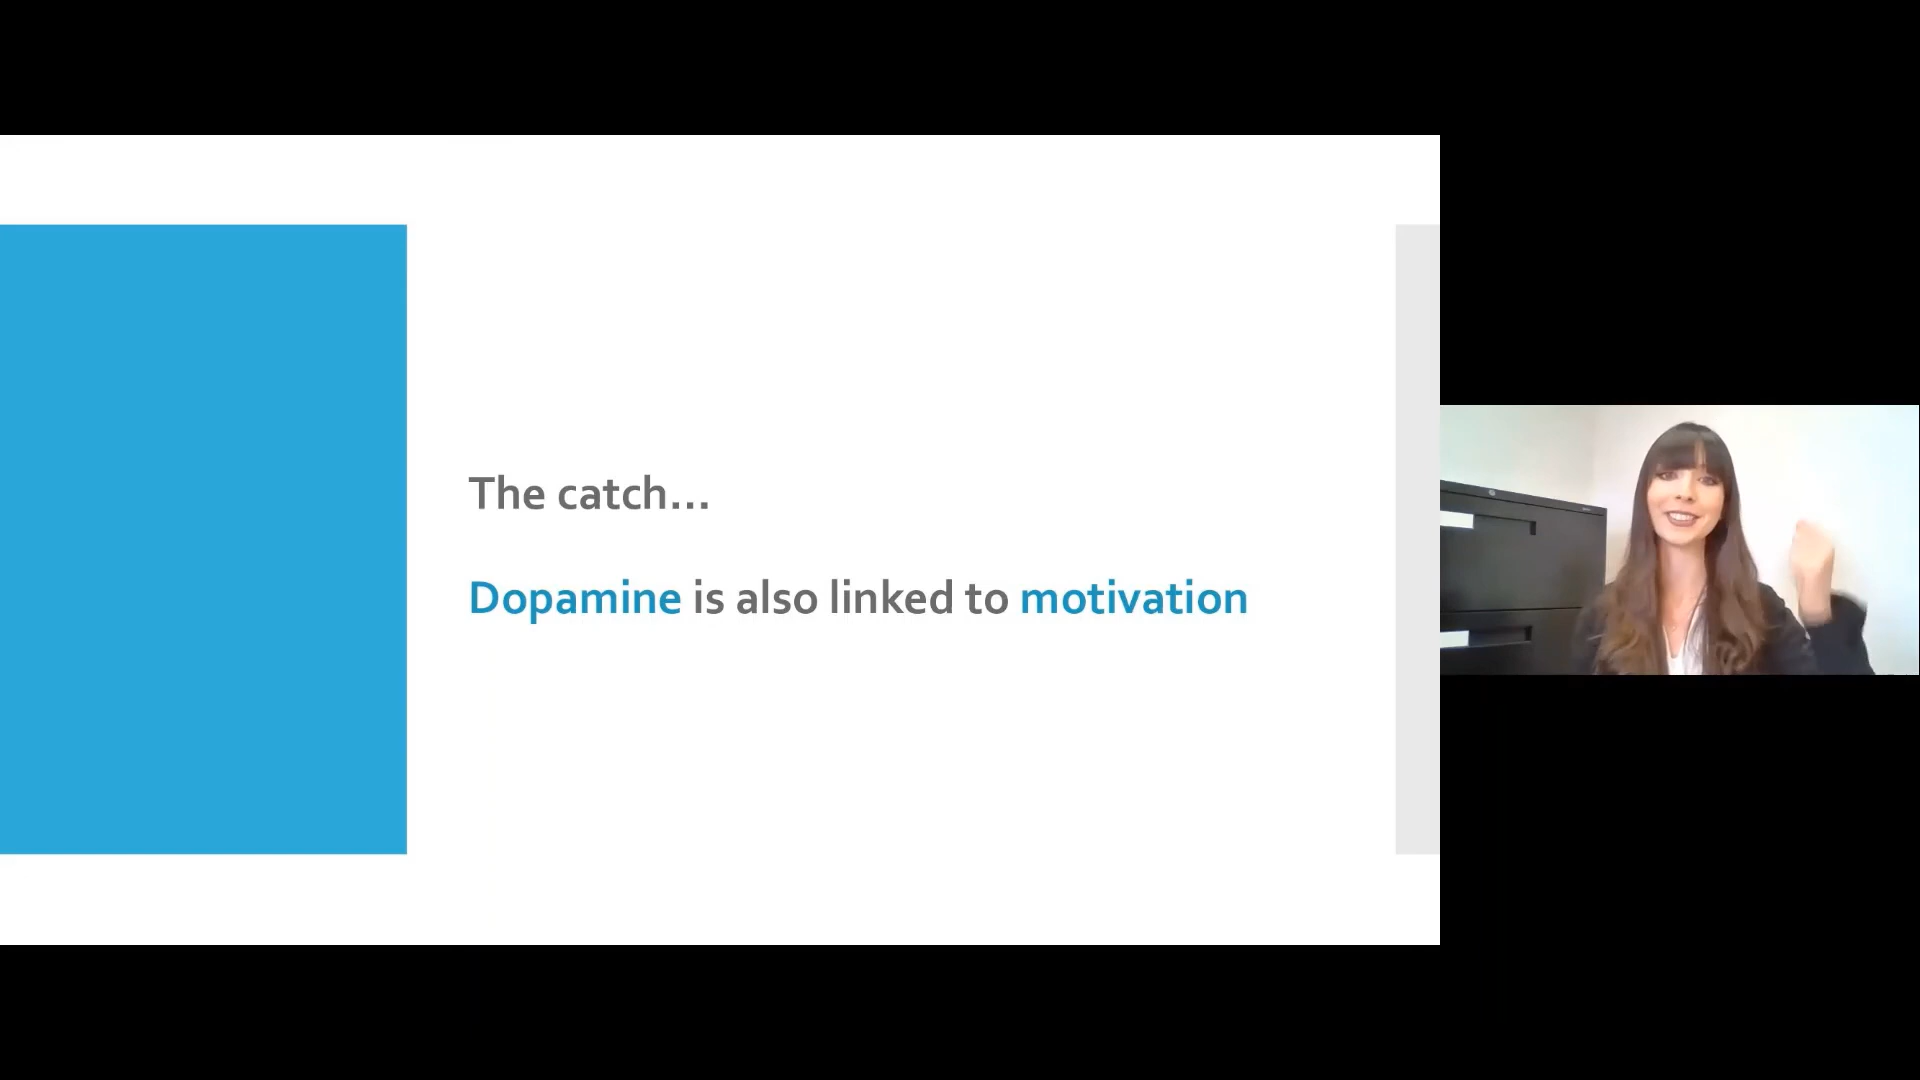 The catch...
Dopamine is also linked to motivation